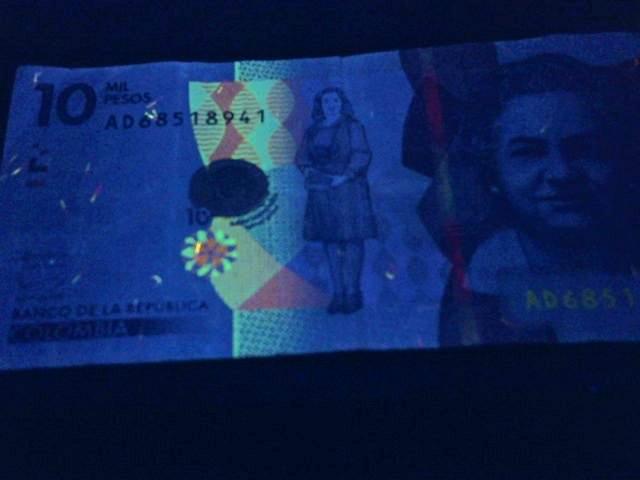 10 MIL
PESOS
AD68518941
10
BANCO DE LA REPÚBLICA
COLOMBIA
AD6851